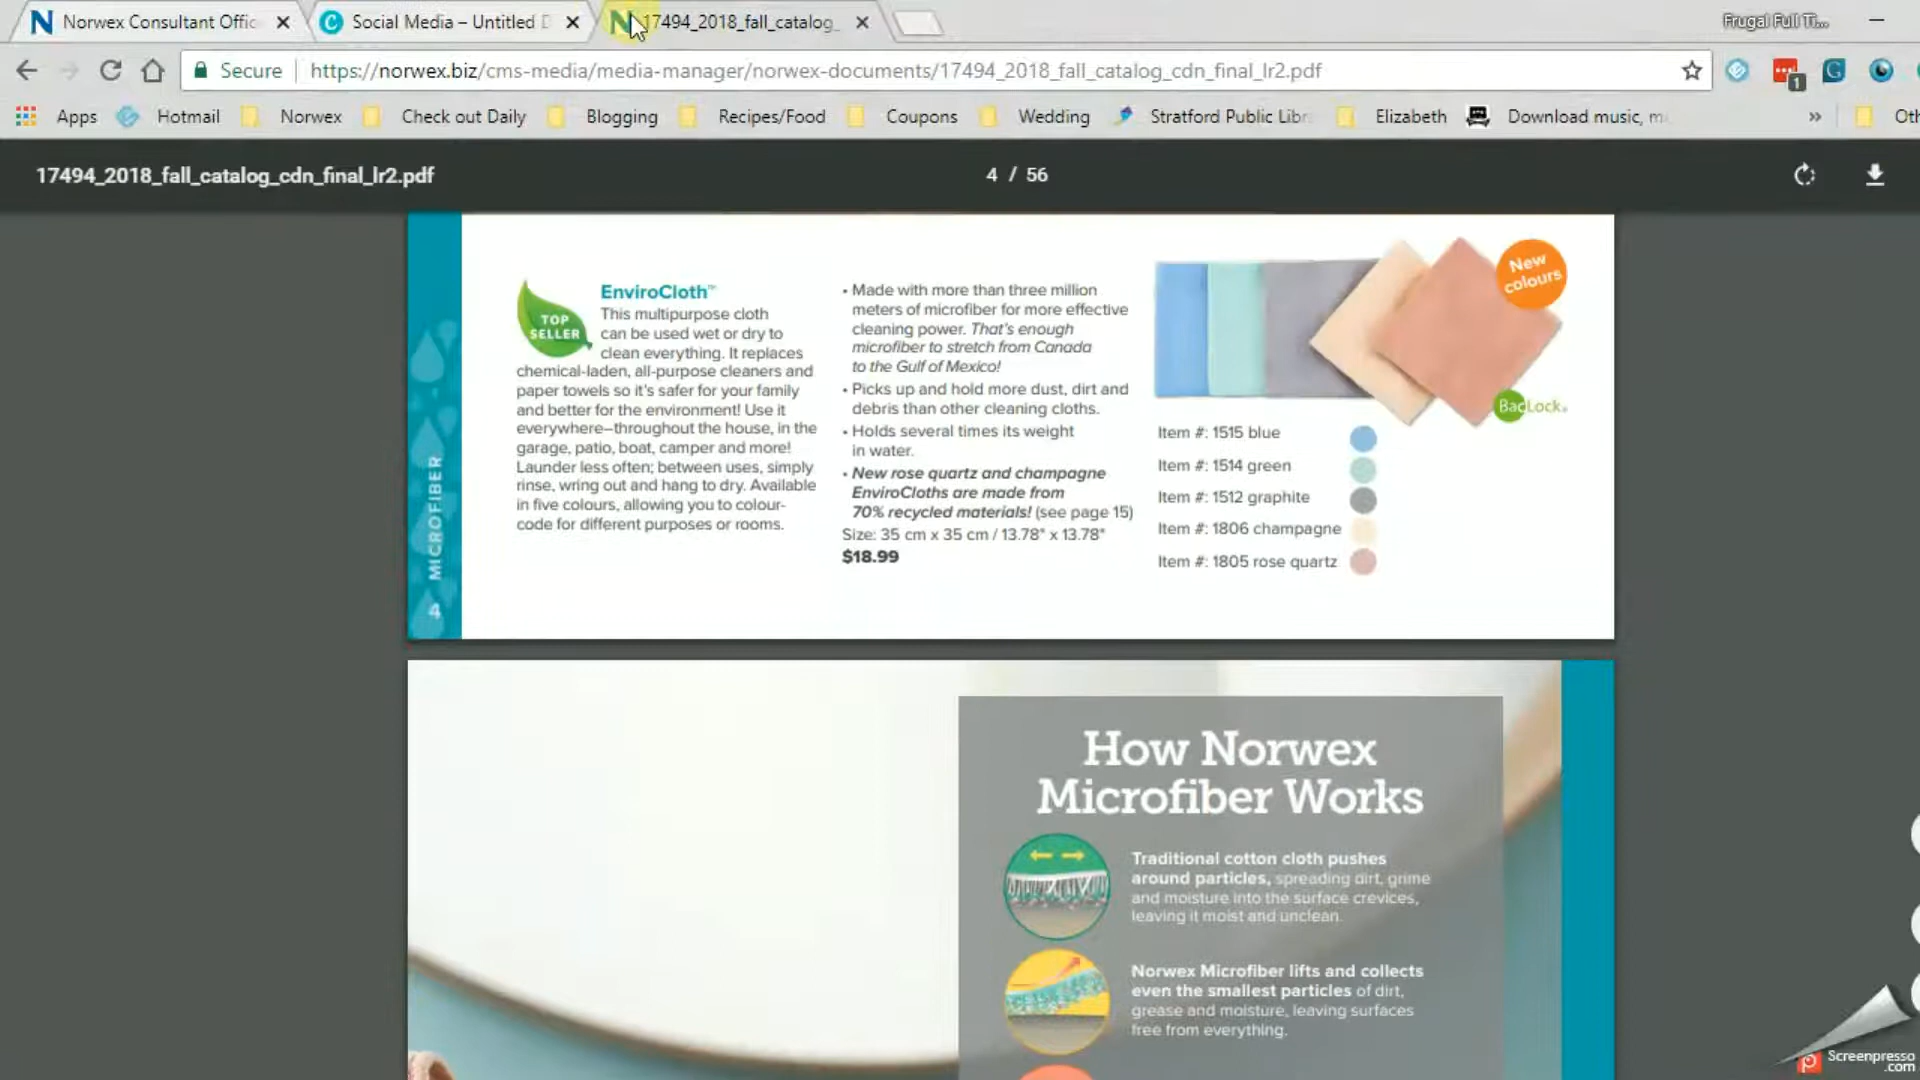 Norwex Consultant Offic
Social Media – Untitled D
17494_2018_fall_catalog_
Frugal Full Ti...
Secure
https://norwex.biz/cms-media/media-manager/norwex-documents/17494_2018_fall_catalog_cdn_final_lr2.pdf
1
Apps
Hotmail
Norwex
Check out Daily
Blogging
Recipes/Food
Coupons
Wedding
Stratford Public Libr
Elizabeth
Download music, m
»
Oth
17494_2018_fall_catalog_cdn_final_lr2.pdf
4 / 56
MICROFIBER
4
TOP
SELLER
EnviroCloth™
This multipurpose cloth
can be used wet or dry to
clean everything. It replaces
chemical-laden, all-purpose cleaners and
paper towels so it's safer for your family
and better for the environment! Use it
everywhere–throughout the house, in the
garage, patio, boat, camper and more!
Launder less often; between uses, simply
rinse, wring out and hang to dry. Available
in five colours, allowing you to colour-
code for different purposes or rooms.
• Made with more than three million
meters of microfiber for more effective
cleaning power. That's enough
microfiber to stretch from Canada
to the Gulf of Mexico!
• Picks up and hold more dust, dirt and
debris than other cleaning cloths.
• Holds several times its weight
in water.
• New rose quartz and champagne
EnviroCloths are made from
70% recycled materials! (see page 15)
Size: 35 cm x 35 cm / 13.78" x 13.78"
$18.99
New
colours
BacLock®
Item #: 1515 blue
Item #: 1514 green
Item #: 1512 graphite
Item #: 1806 champagne
Item #: 1805 rose quartz
How Norwex
Microfiber Works
Traditional cotton cloth pushes
around particles, spreading dirt, grime
and moisture into the surface crevices,
leaving it moist and unclean.
Norwex Microfiber lifts and collects
even the smallest particles of dirt,
grease and moisture, leaving surfaces
free from everything.
Screenpresso
.com